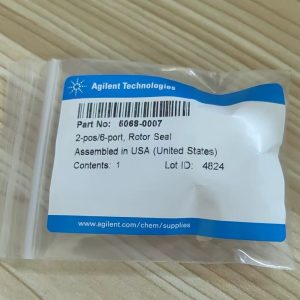 Agilent Technologies
Part No: 5068-0007
2-pos/6-port, Rotor Seal
Assembled in USA (United States)
Contents: 1 Lot ID: 4824
www.agilent.com/chem/supplies